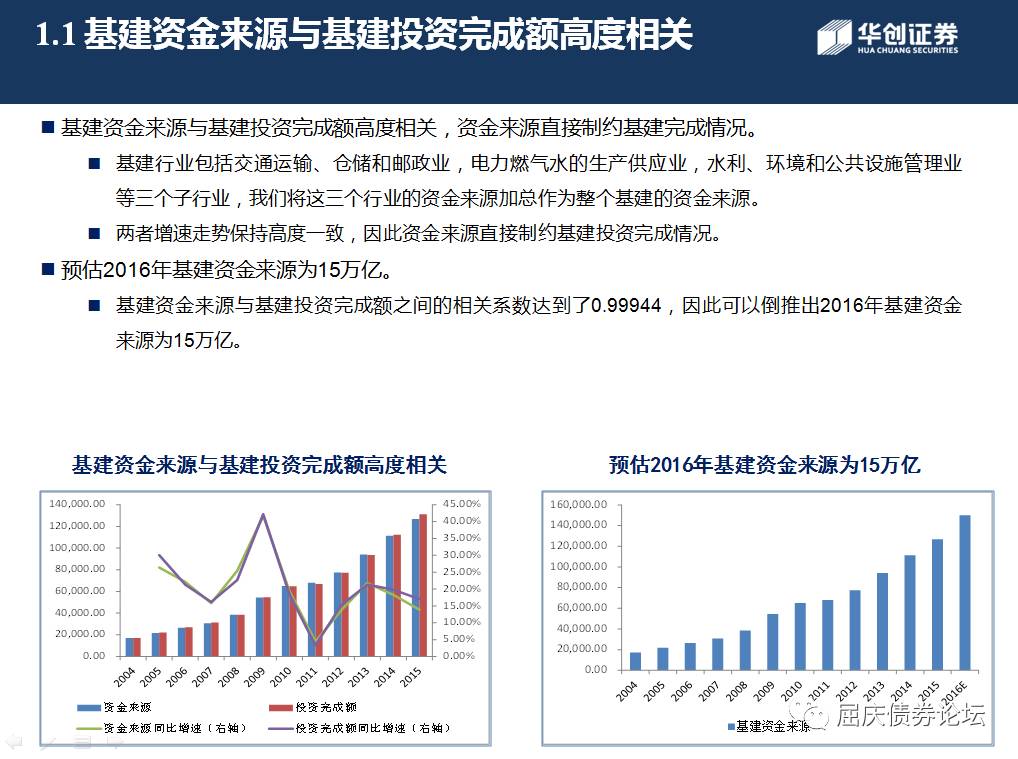 1.1 基建资金来源与基建投资完成额高度相关
华创证券
HUA CHUANG SECURITIES
■ 基建资金来源与基建投资完成额高度相关，资金来源直接制约基建完成情况。
■ 基建行业包括交通运输、仓储和邮政业，电力燃气水的生产供应业，水利、环境和公共设施管理业
等三个子行业，我们将这三个行业的资金来源加总作为整个基建的资金来源。
■ 两者增速走势保持高度一致，因此资金来源直接制约基建投资完成情况。
■ 预估2016年基建资金来源为15万亿。
■ 基建资金来源与基建投资完成额之间的相关系数达到了0.99944，因此可以倒推出2016年基建资金
来源为15万亿。
基建资金来源与基建投资完成额高度相关
140,000.00
120,000.00
100,000.00
80,000.00
60,000.00
40,000.00
20,000.00
0.00
45.00%
40.00%
35.00%
30.00%
25.00%
20.00%
15.00%
10.00%
5.00%
0.00%
2004 2005 2006 2007 2008 2009 2010 2011 2012 2013 2014 2015
资金来源 投资完成额
资金来源同比增速（右轴） 投资完成额同比增速（右轴）
预估2016年基建资金来源为15万亿
160,000.00
140,000.00
120,000.00
100,000.00
80,000.00
60,000.00
40,000.00
20,000.00
0.00
2004 2005 2006 2007 2008 2009 2010 2011 2012 2013 2014 2015 2016E
基建资金来源
屈庆债券论坛